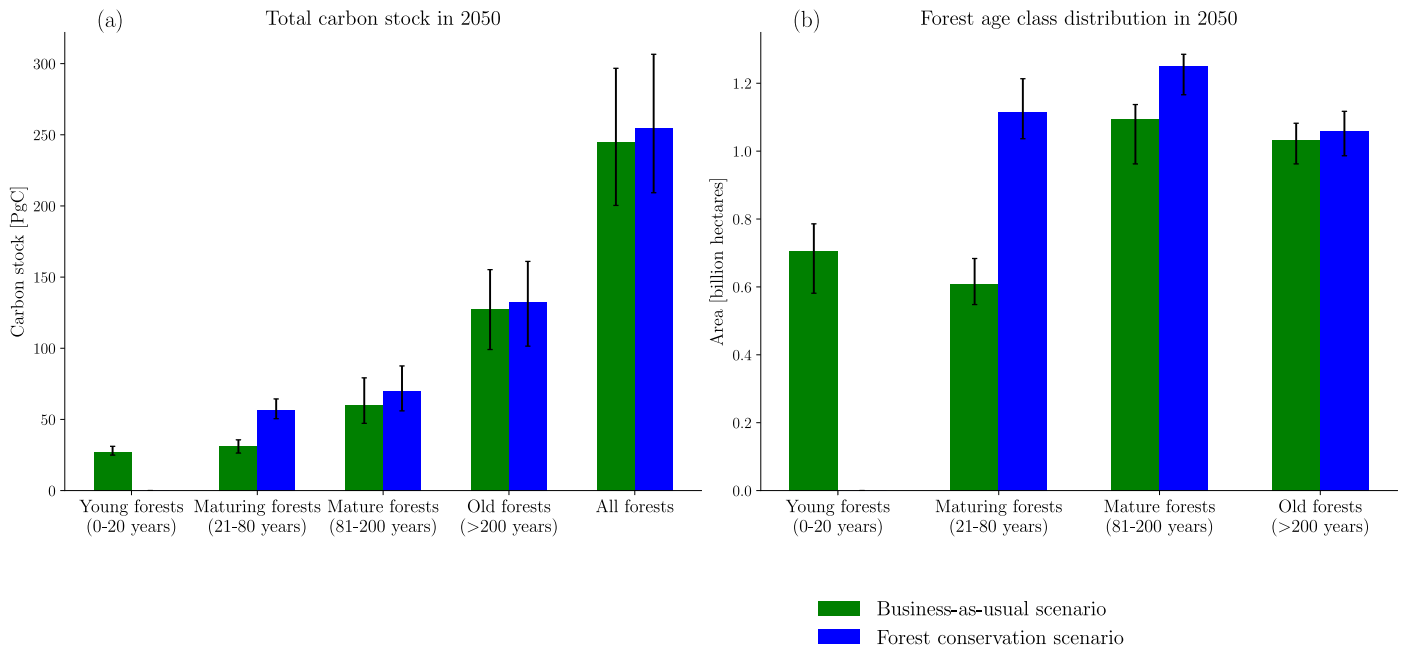 (a)
Total carbon stock in 2050
Carbon stock [PgC]
300
250
200
150
100
50
0
Young forests
(0-20 years)
Maturing forests
(21-80 years)
Mature forests
(81-200 years)
Old forests
(>200 years)
All forests
(b)
Forest age class distribution in 2050
Area [billion hectares]
1.2
1.0
0.8
0.6
0.4
0.2
0.0
Young forests
(0-20 years)
Maturing forests
(21-80 years)
Mature forests
(81-200 years)
Old forests
(>200 years)
Business-as-usual scenario
Forest conservation scenario